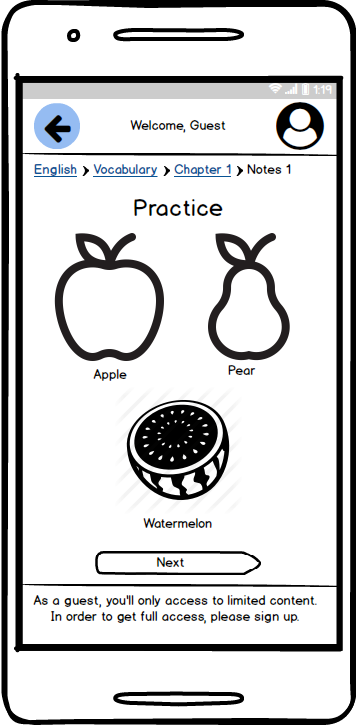 1:19
Welcome, Guest
English > Vocabulary > Chapter 1 > Notes 1
Practice
Apple
Pear
Watermelon
Next
As a guest, you'll only access to limited content.
In order to get full access, please sign up.